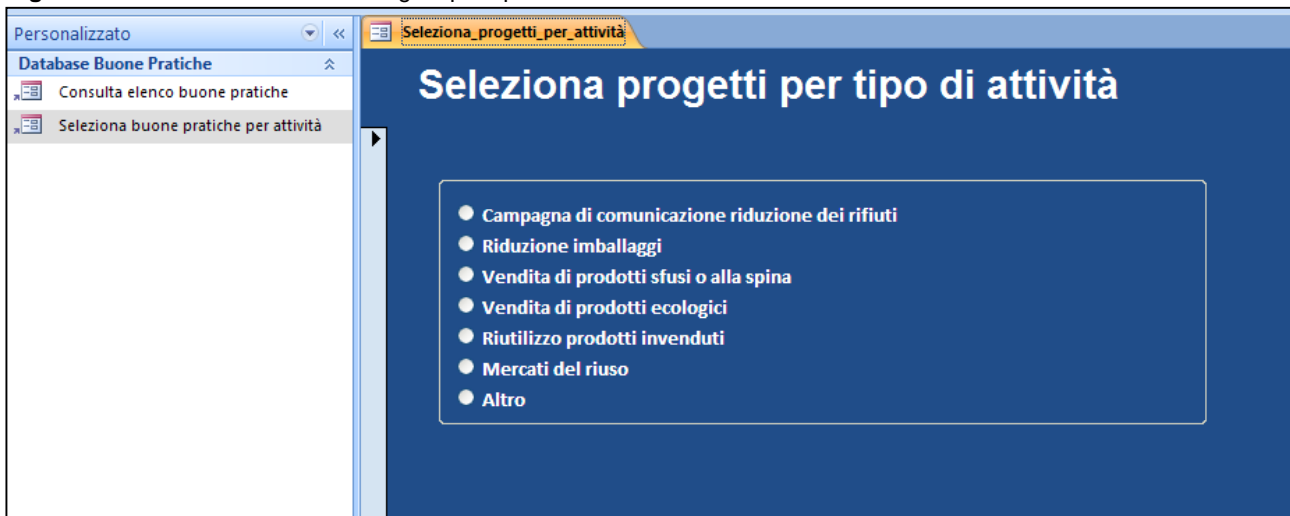 Personalizzato
Database Buone Pratiche
Consulta elenco buone pratiche
Seleziona buone pratiche per attività
Seleziona_progetti_per_attività
Seleziona progetti per tipo di attività
Campagna di comunicazione riduzione dei rifiuti
Riduzione imballaggi
Vendita di prodotti sfusi o alla spina
Vendita di prodotti ecologici
Riutilizzo prodotti invenduti
Mercati del riuso
Altro